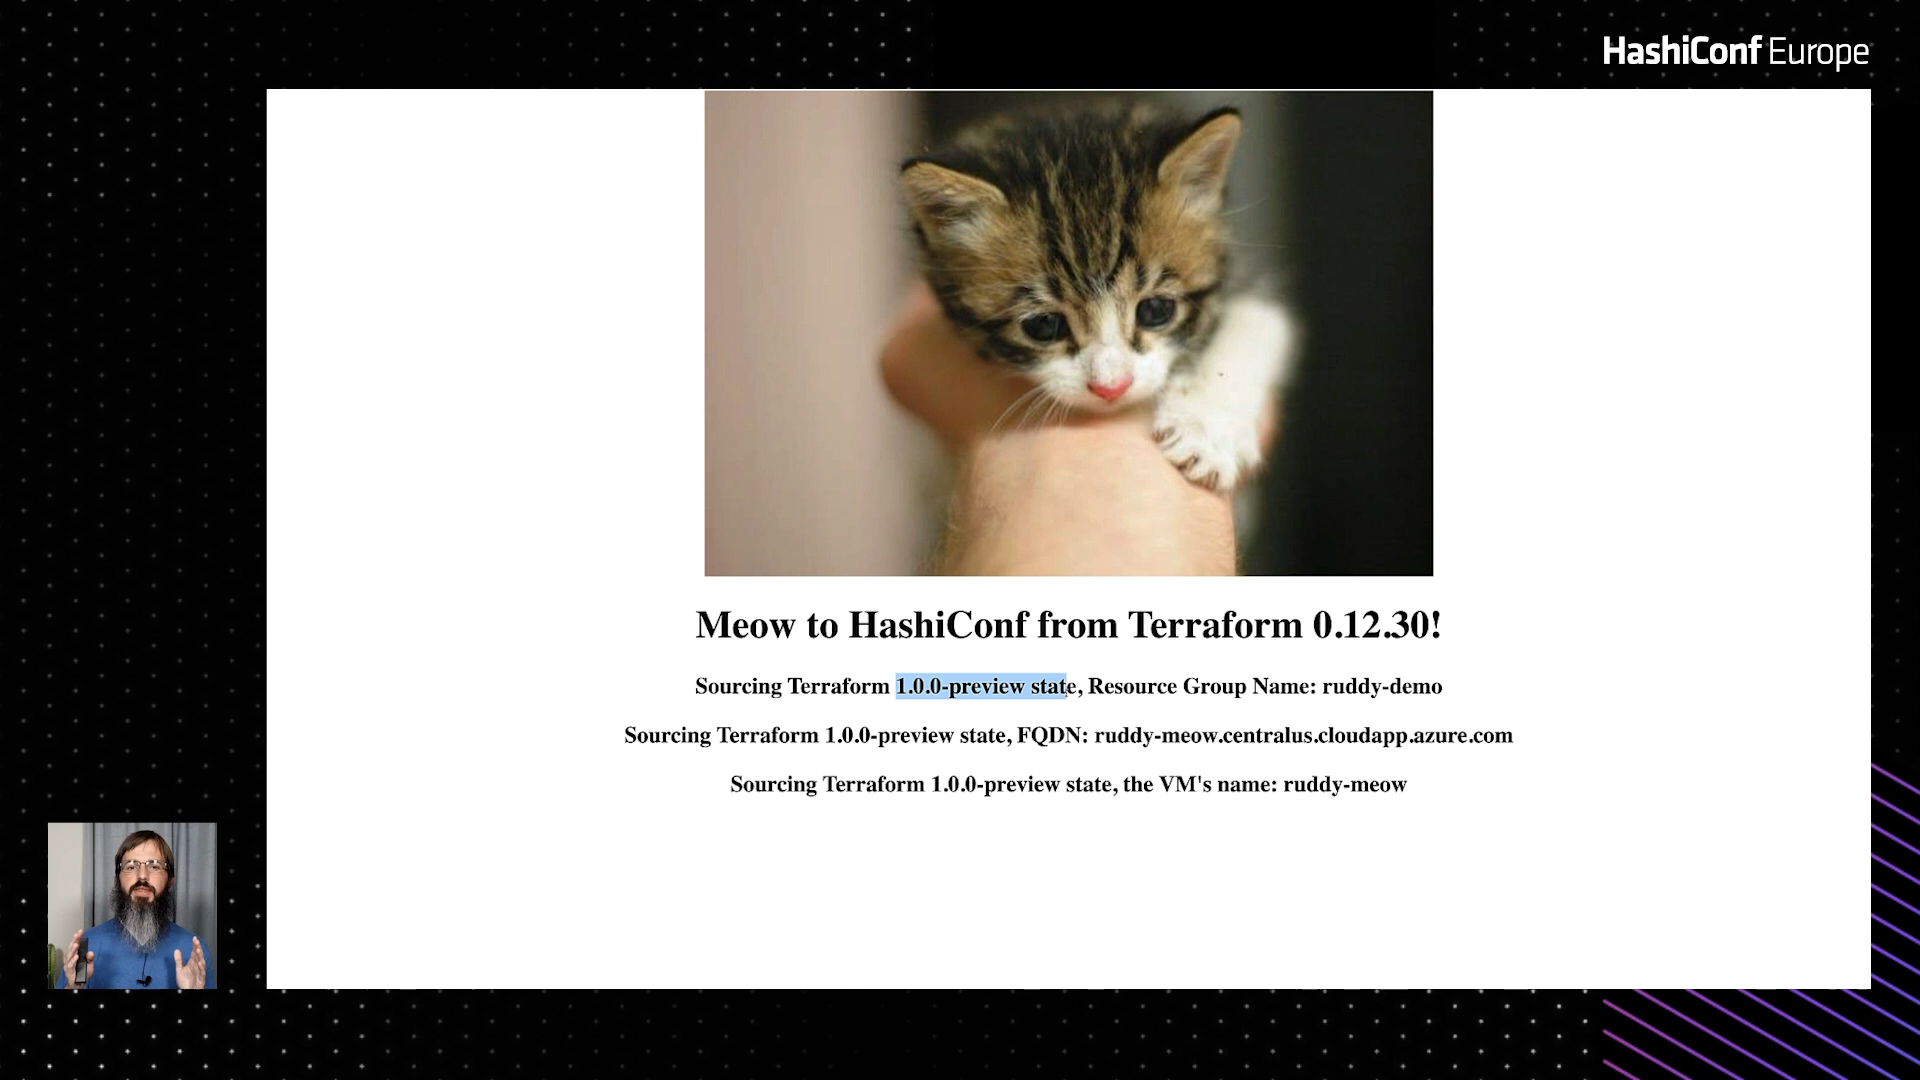 HashiConf Europe
Meow to HashiConf from Terraform 0.12.30!
Sourcing Terraform 1.0.0-preview state, Resource Group Name: ruddy-demo
Sourcing Terraform 1.0.0-preview state, FQDN: ruddy-meow.centralus.cloudapp.azure.com
Sourcing Terraform 1.0.0-preview state, the VM's name: ruddy-meow